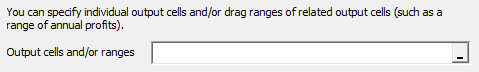 You can specify individual output cells and/or drag ranges of related output cells (such as a
range of annual profits).
Output cells and/or ranges